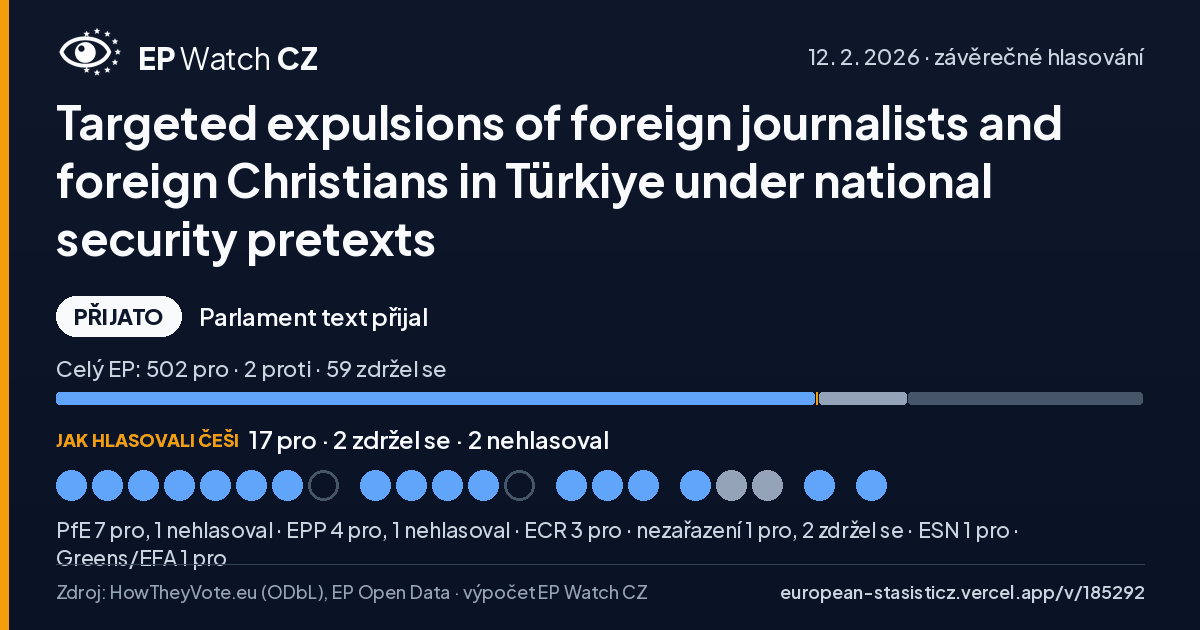 EP Watch CZ
12. 2. 2026 · závěrečné hlasování
Targeted expulsions of foreign journalists and
foreign Christians in Türkiye under national
security pretexts
PŘIJATO Parlament text přijal
Celý EP: 502 pro · 2 proti · 59 zdržel se
JAK HLASOVALI ČEŠI 17 pro · 2 zdržel se · 2 nehlasoval
PfE 7 pro, 1 nehlasoval · EPP 4 pro, 1 nehlasoval · ECR 3 pro · nezařazení 1 pro, 2 zdržel se · ESN 1 pro ·
Greens/EFA 1 pro
Zdroj: HowTheyVote.eu (ODbL), EP Open Data · výpočet EP Watch CZ
european-stasisticz.vercel.app/v/185292